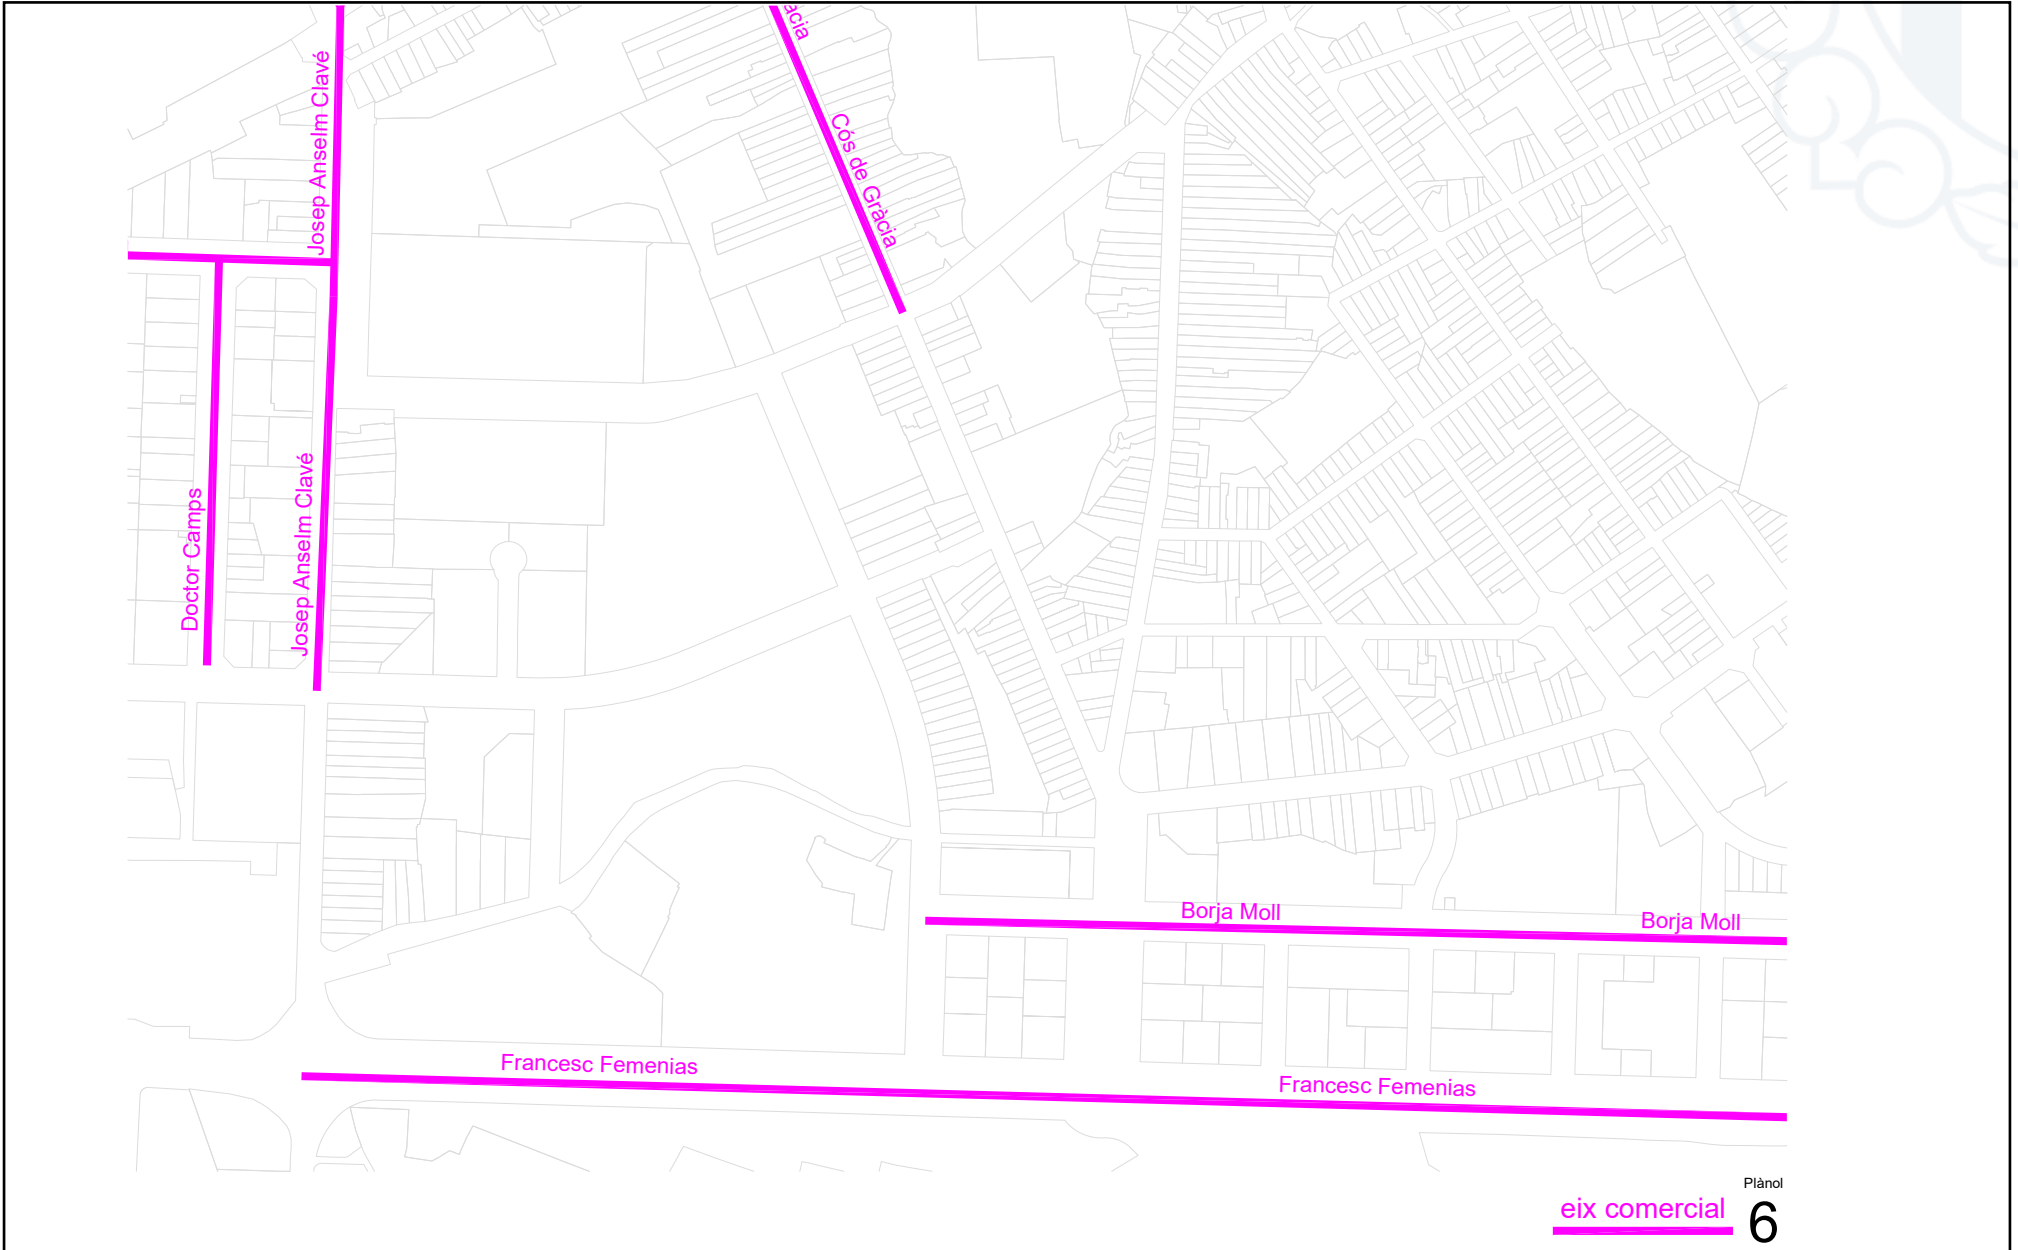 Josep Anselm Clavé
Cós de Gràcia
Doctor Camps
Josep Anselm Clavé
Borja Moll
Borja Moll
Francesc Femenias
Francesc Femenias
Plànol
eix comercial 6